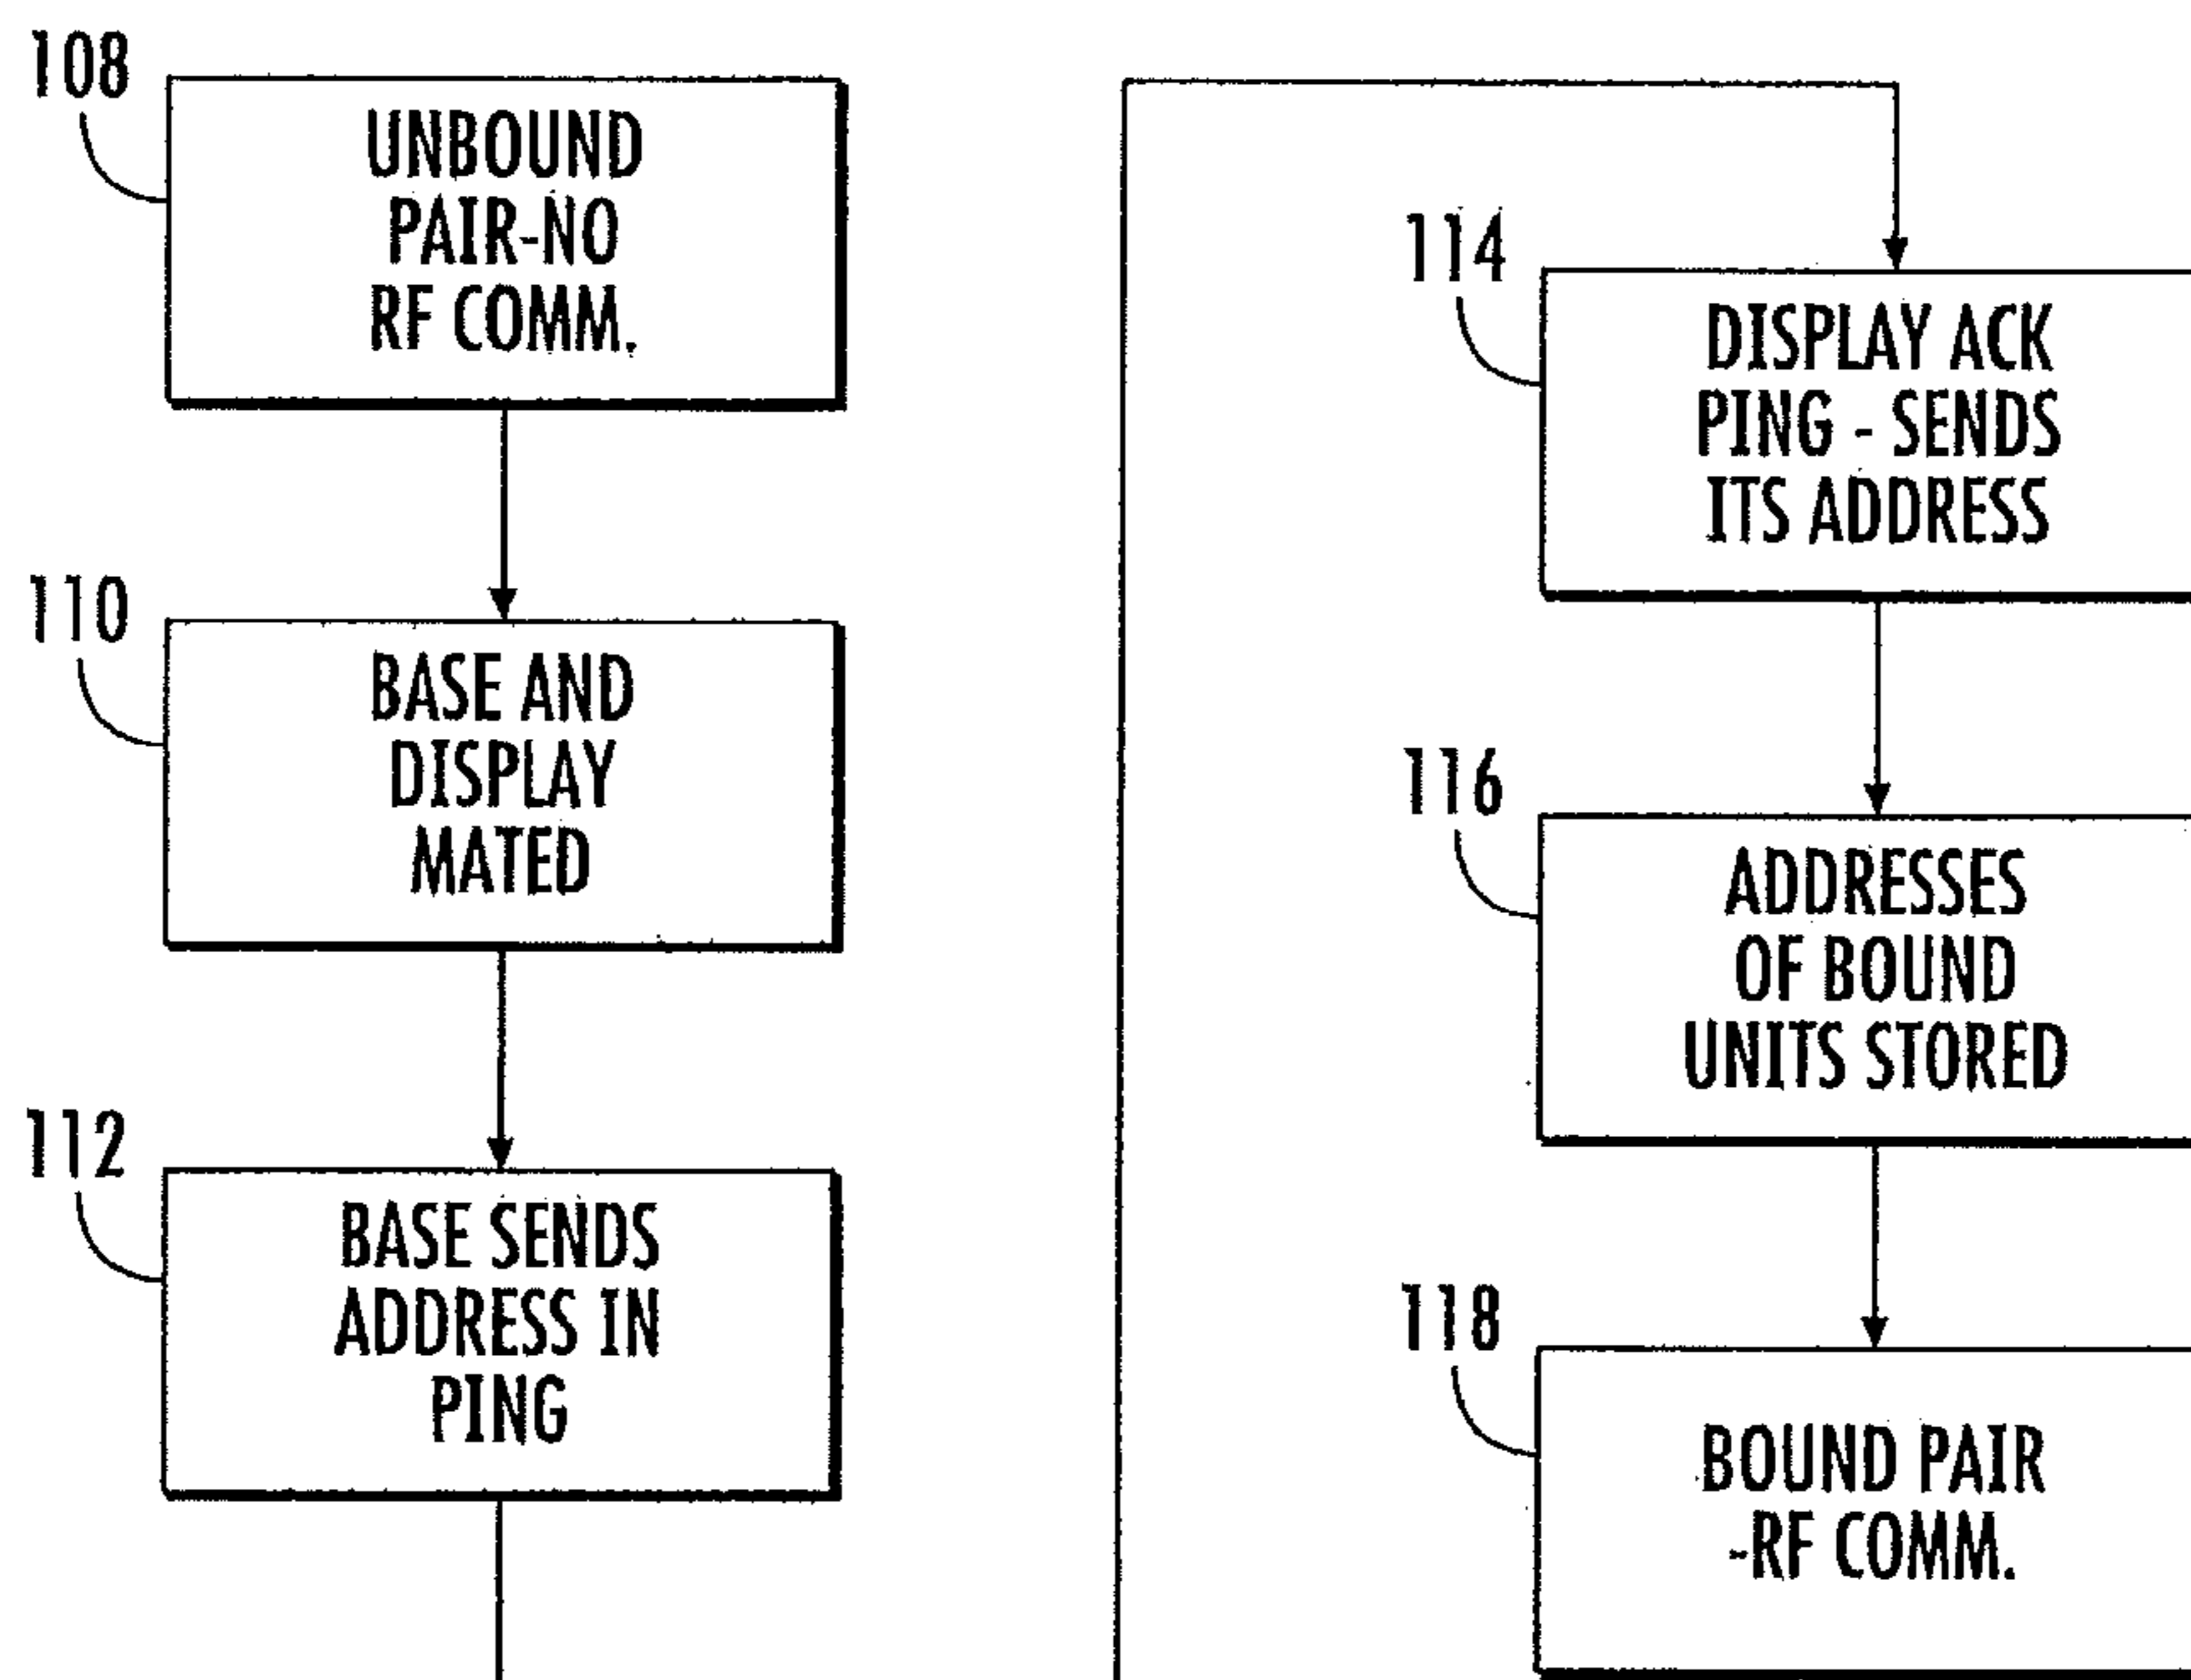 108
UNBOUND
PAIR-NO
RF COMM.
110
BASE AND
DISPLAY
MATED
112
BASE SENDS
ADDRESS IN
PING
114
DISPLAY ACK
PING - SENDS
ITS ADDRESS
116
ADDRESSES
OF BOUND
UNITS STORED
118
BOUND PAIR
-RF COMM.